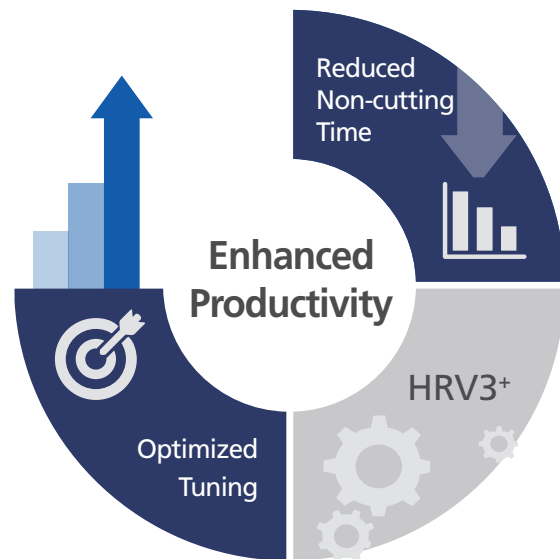 Reduced
Non-cutting
Time
Enhanced
Productivity
HRV3⁺
Optimized
Tuning